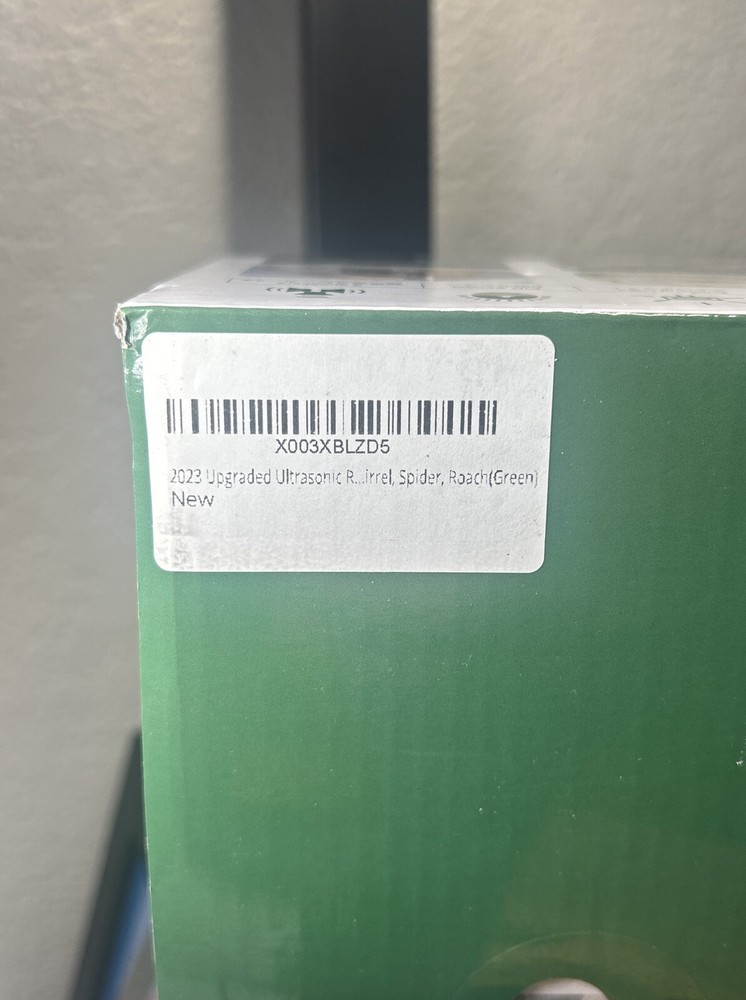 X003XBLZD5
2023 Upgraded Ultrasonic R...irrel, Spider, Roach(Green)
New